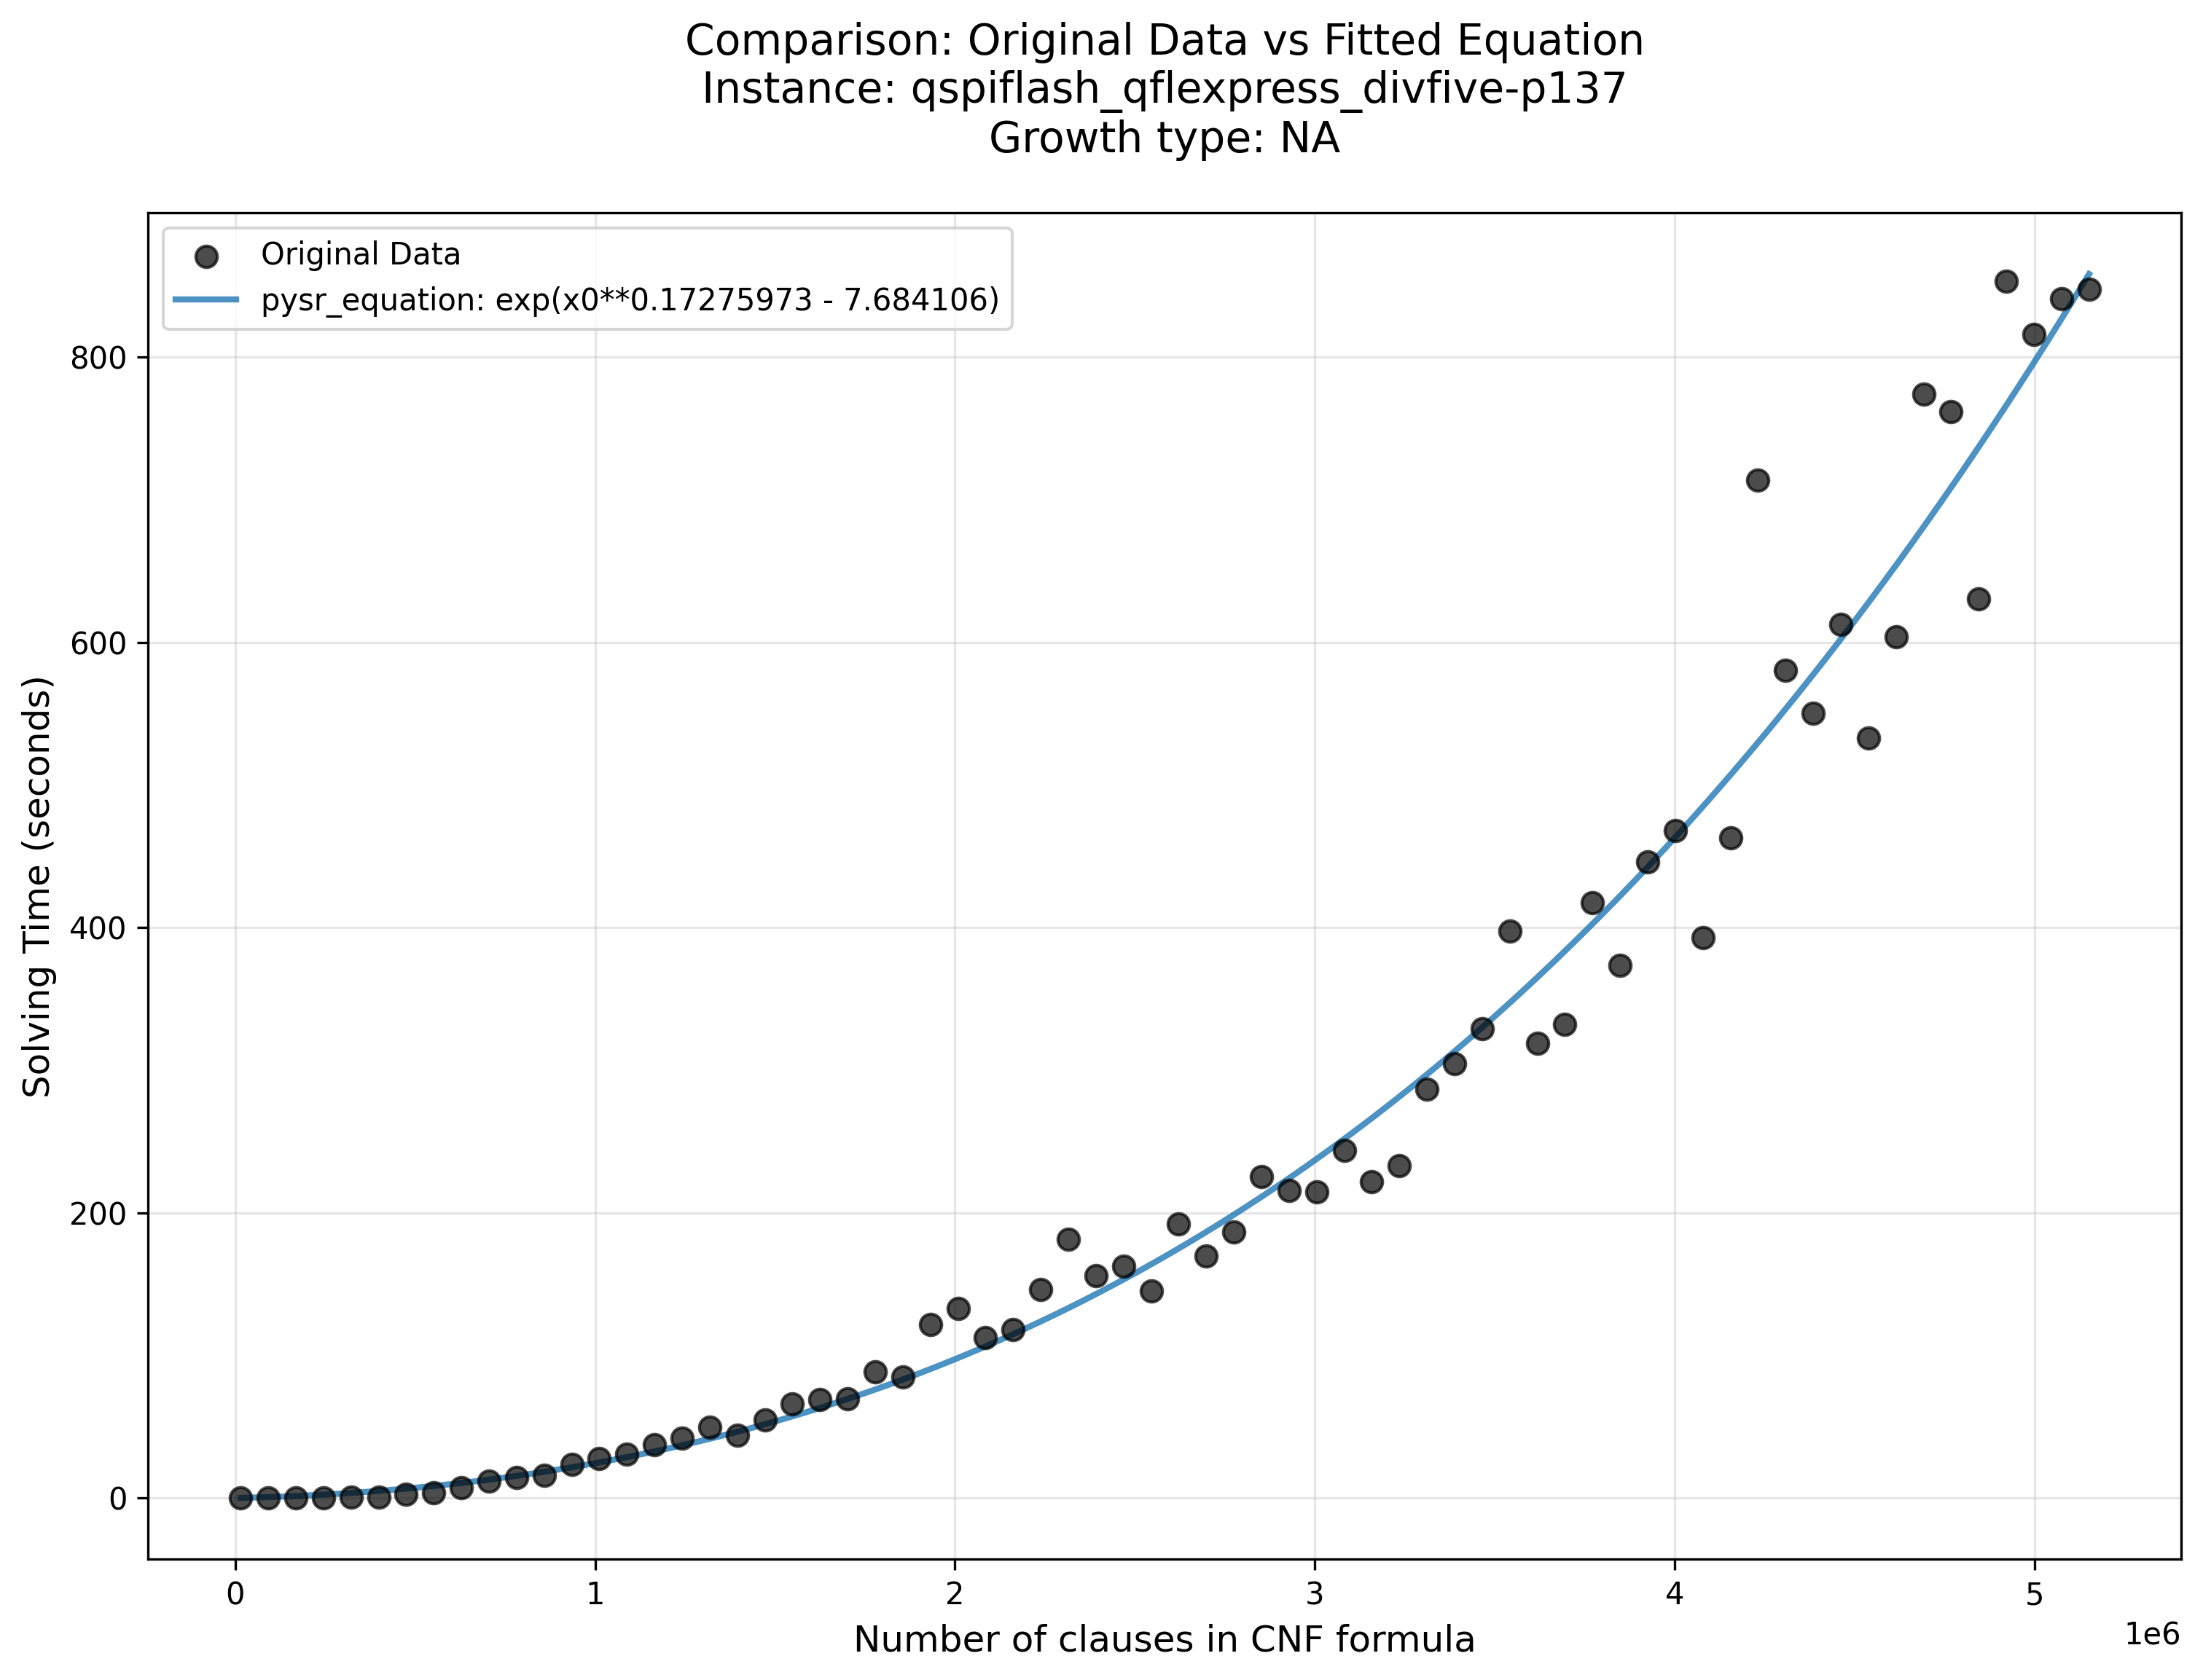 Comparison: Original Data vs Fitted Equation
Instance: qspiflash_qflexpress_divfive-p137
Growth type: NA
Original Data
pysr_equation: exp(x0**0.17275973 - 7.684106)
Solving Time (seconds)
800
600
400
200
0
0 1 2 3 4 5
1e6
Number of clauses in CNF formula